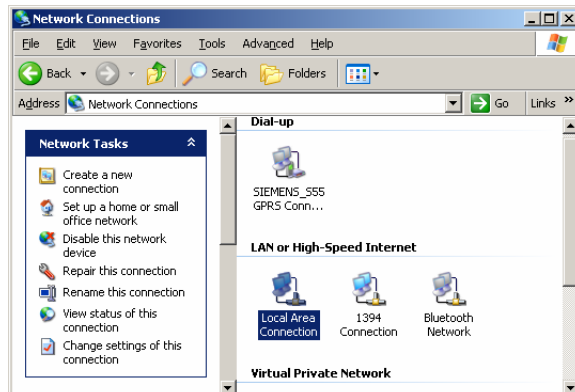 Network Connections
File Edit View Favorites Tools Advanced Help
Back Search Folders
Address Network Connections Go Links »
Network Tasks
Create a new
connection
Set up a home or small
office network
Disable this network
device
Repair this connection
Rename this connection
View status of this
connection
Change settings of this
connection
Dial-up
SIEMENS_S55
GPRS Conn...
LAN or High-Speed Internet
Local Area
Connection
1394
Connection
Bluetooth
Network
Virtual Private Network